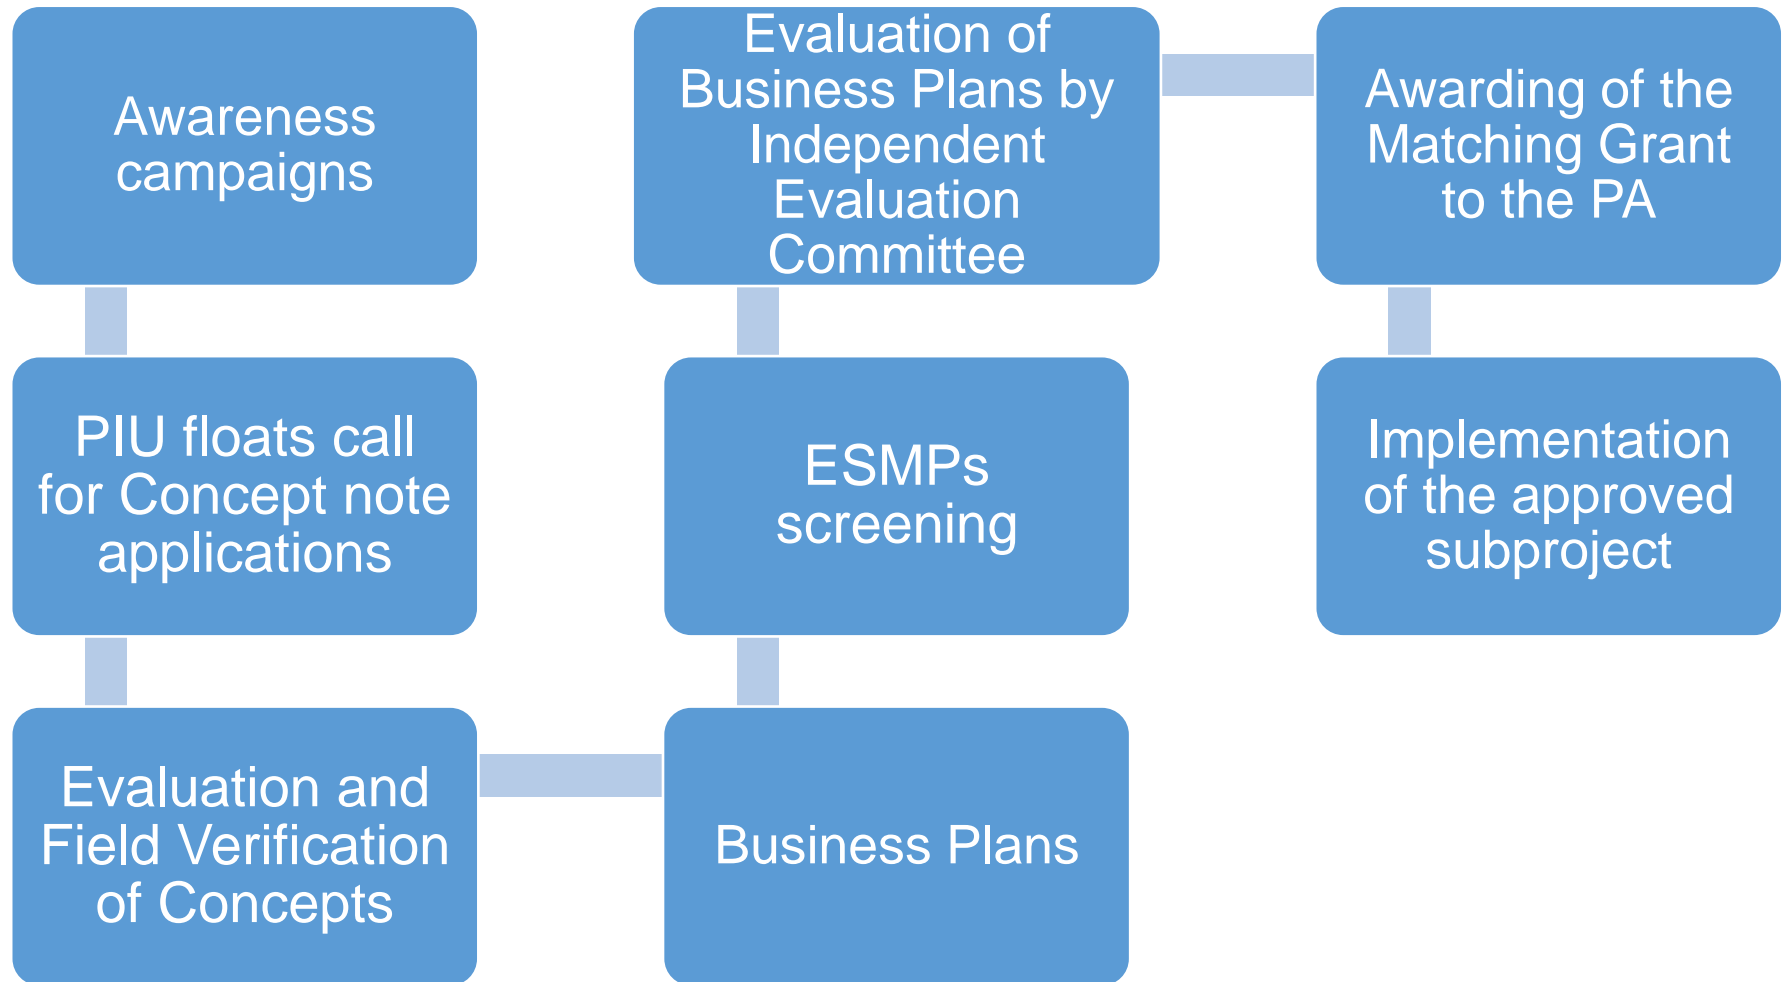 Awareness
campaigns
PIU floats call
for Concept note
applications
Evaluation and
Field Verification
of Concepts
Business Plans
ESMPs
screening
Evaluation of
Business Plans by
Independent
Evaluation
Committee
Awarding of the
Matching Grant
to the PA
Implementation
of the approved
subproject